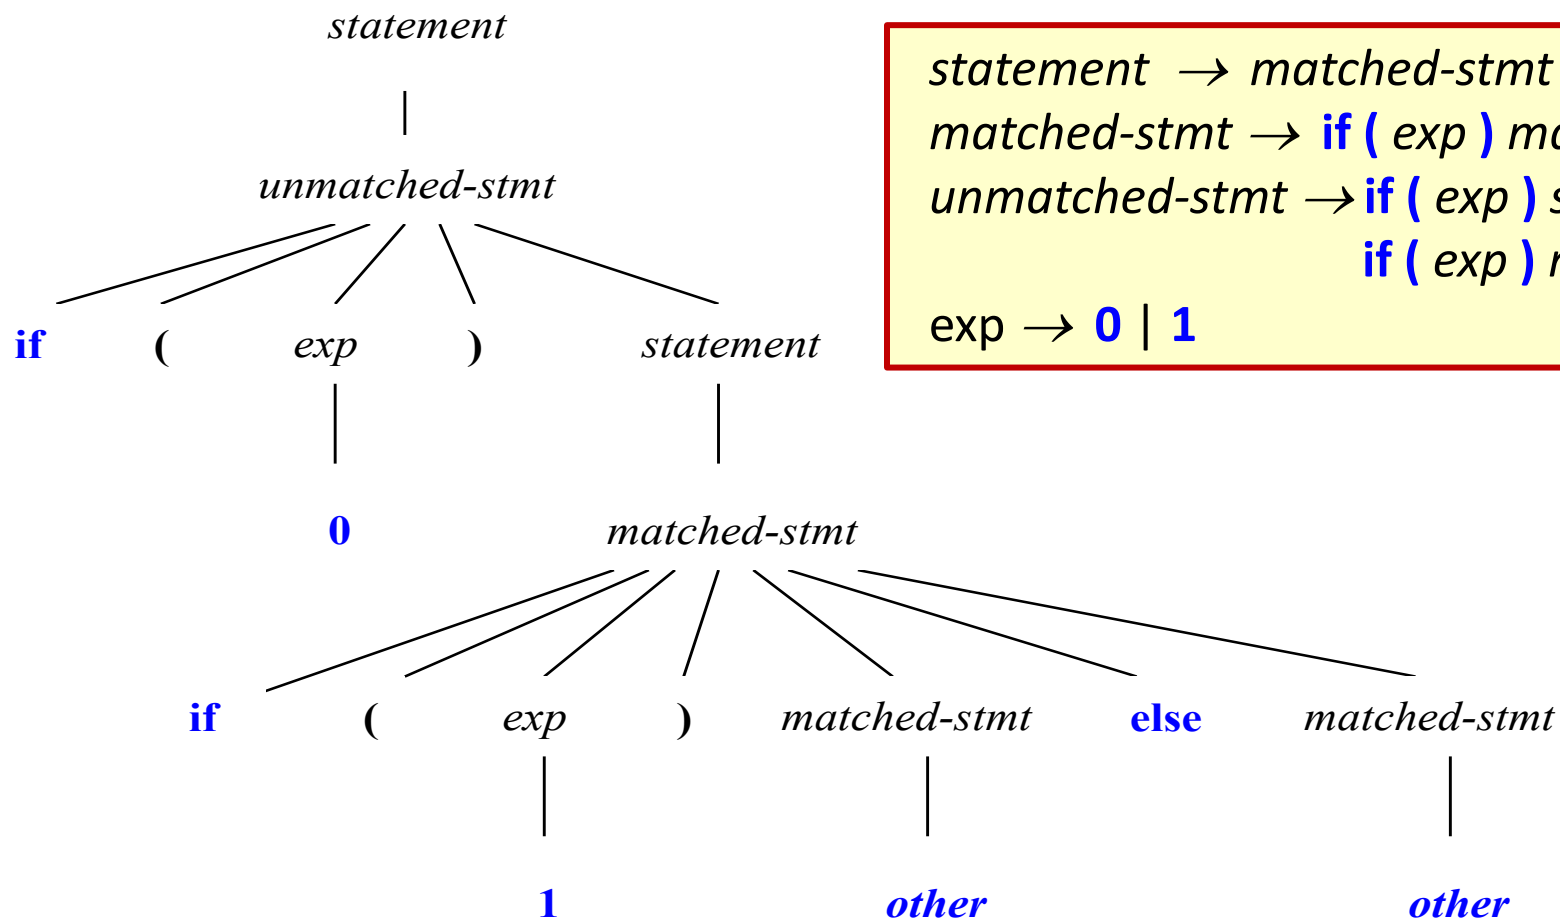 statement
unmatched-stmt
if ( exp ) statement
0 matched-stmt
if ( exp ) matched-stmt else matched-stmt
1 other other
statement → matched-stmt
matched-stmt → if ( exp )
unmatched-stmt → if ( exp )
if ( exp )
exp → 0 | 1